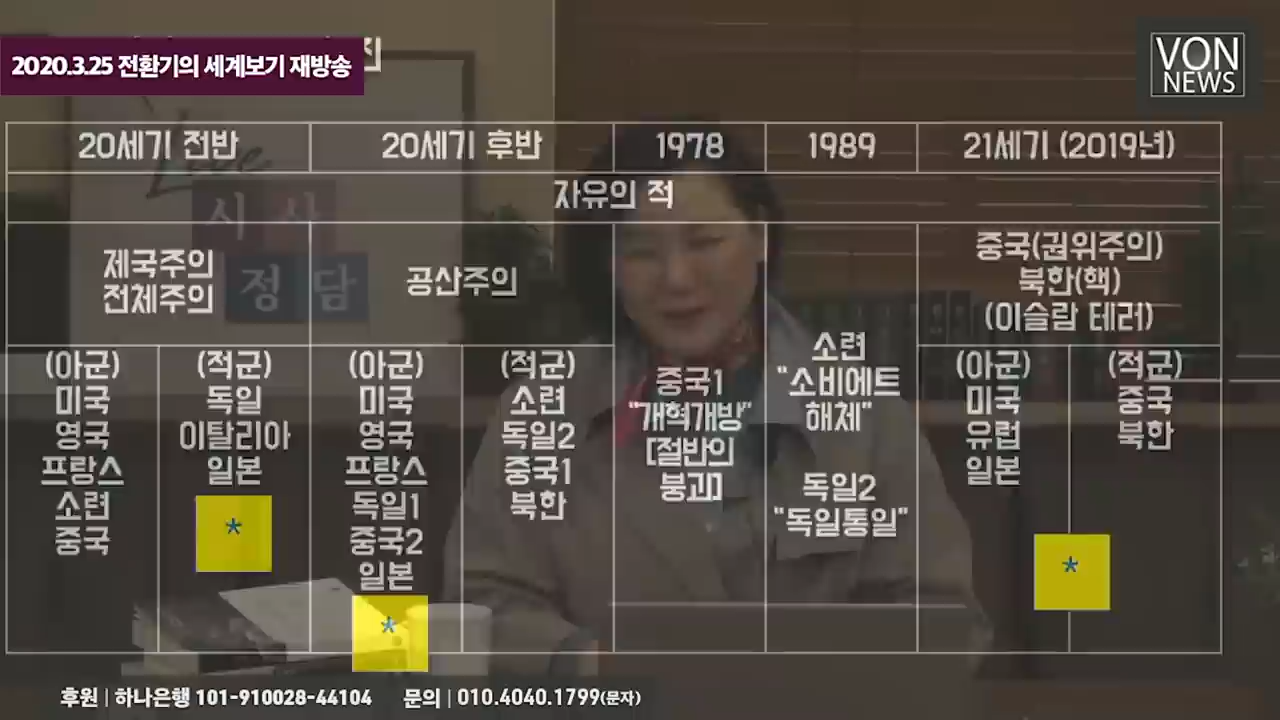 2020.3.25 전환기의 세계보기 재방송
VON
NEWS
20세기 전반
20세기 후반
1978
1989
21세기 (2019년)
자유의 적
제국주의
전체주의
공산주의
중국(권위주의)
북한(핵)
(이슬람 테러)
(아군)
미국
영국
프랑스
소련
중국
(적군)
독일
이탈리아
일본
*
(아군)
미국
영국
프랑스
독일1
중국2
일본
*
(적군)
소련
독일2
중국1
북한
중국1
"개혁개방"
[절반의
붕괴]
소련
"소비에트
해체"
독일2
"독일통일"
(아군)
미국
유럽
일본
(적군)
중국
북한
*
시 사
정 담
후원 | 하나은행 101-910028-44104 문의 | 010.4040.1799(문자)